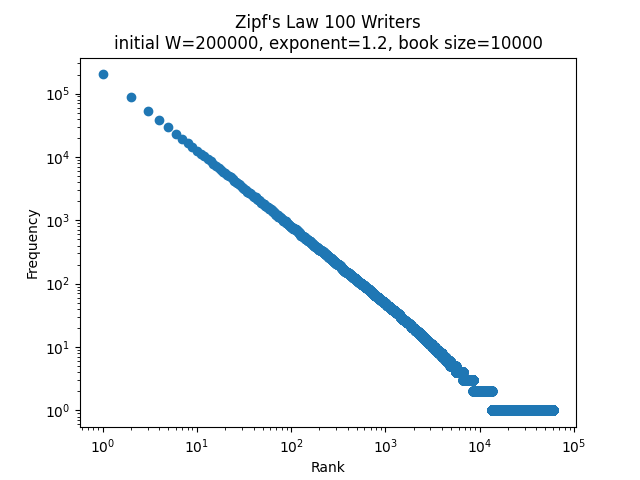 Zipf's Law 100 Writers
initial W=200000, exponent=1.2, book size=10000
10^5
10^4
10^3
10^2
10^1
10^0
Frequency
10^0 10^1 10^2 10^3 10^4 10^5
Rank